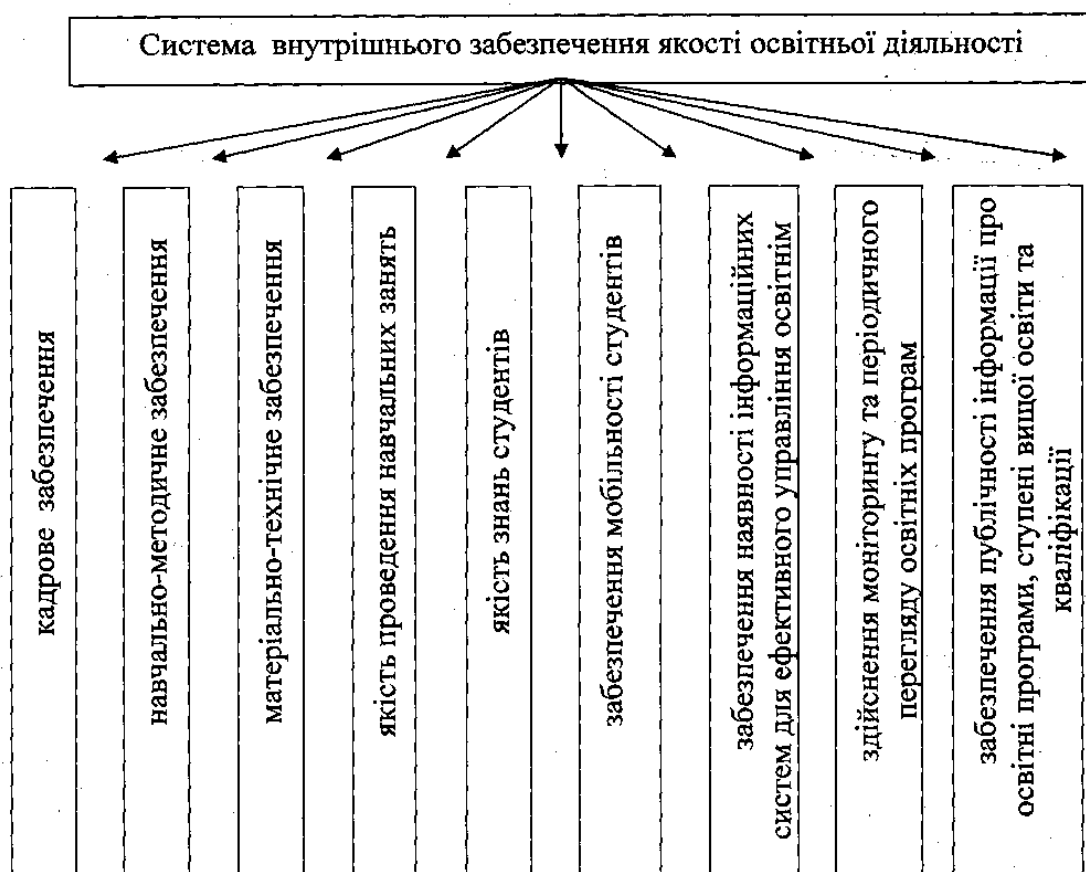 Система внутрішнього забезпечення якості освітньої діяльності
кадрове забезпечення
навчально-методичне забезпечення
матеріально-технічне забезпечення
якість проведення навчальних занять
якість знань студентів
забезпечення мобільності студентів
забезпечення наявності інформаційних
систем для ефективного управління освітнім
здійснення моніторингу та періодичного
перегляду освітніх програм
забезпечення публічності інформації про
освітні програми, ступені вищої освіти та
кваліфікації